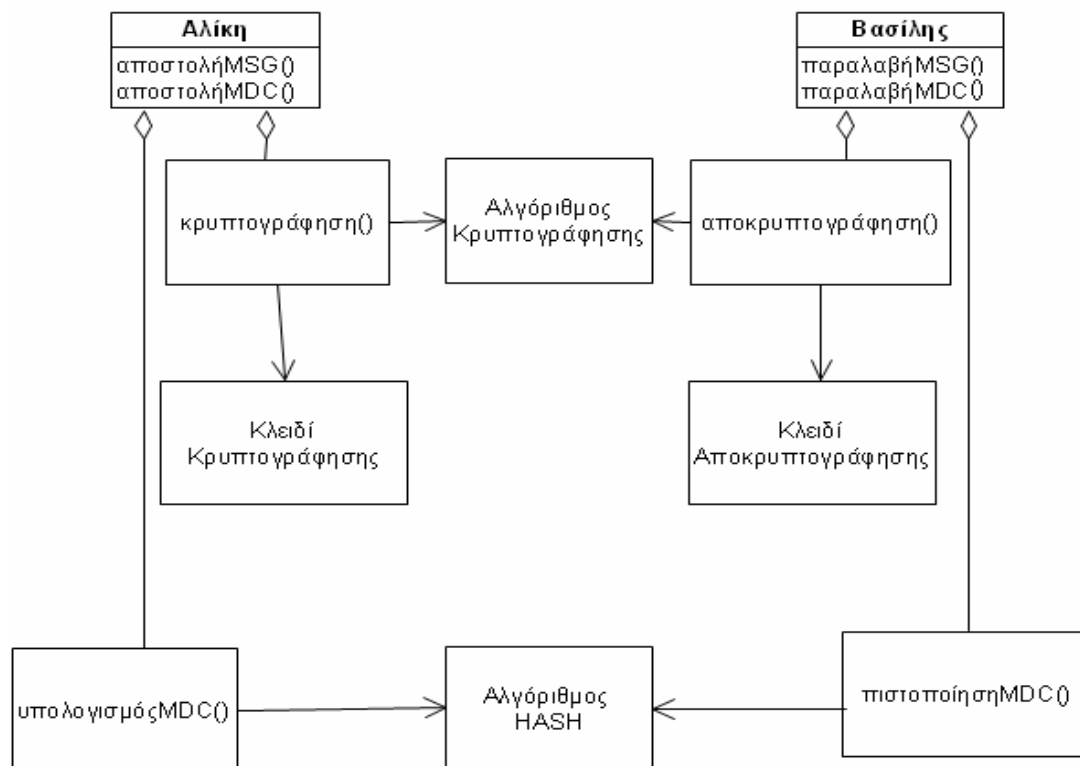 Αλίκη
αποστολήMSG()
αποστολήMDC()
Βασίλης
παραλαβήMSG()
παραλαβήMDC()
κρυπτογράφηση()
Αλγόριθμος
Κρυπτογράφησης
αποκρυπτογράφηση()
Κλειδί
Κρυπτογράφησης
Κλειδί
Αποκρυπτογράφησης
υπολογισμόςMDC()
Αλγόριθμος
HASH
πιστοποίησηMDC()